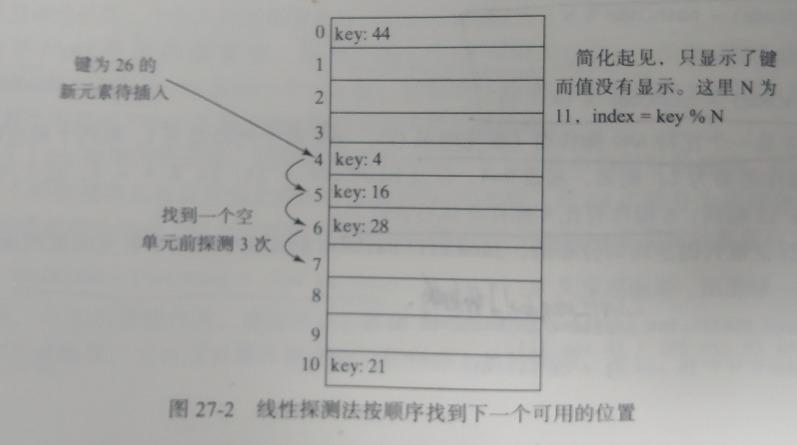 键为 26 的
新元素待插入
0 key: 44
1
2
3
4 key: 4
5 key: 16
6 key: 28
7
8
9
10 key: 21
找到一个空
单元前探测 3 次
简化起见，只显示了键
而值没有显示。这里 N 为
11，index = key % N
图 27-2 线性探测法按顺序找到下一个可用的位置